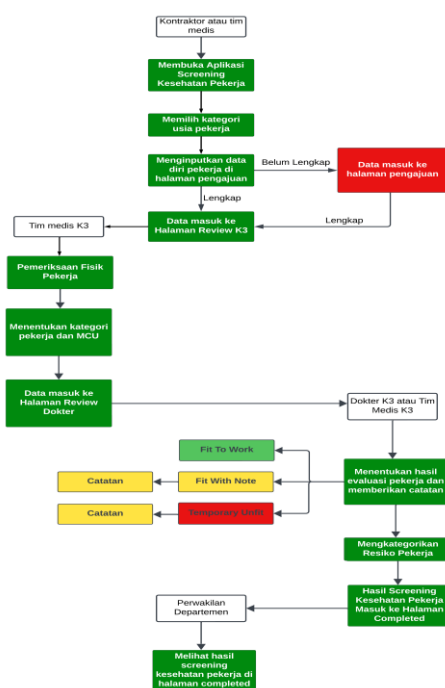 Kontraktor atau tim
medis
Membuka Aplikasi
Screening
Kesehatan Pekerja
Memilih kategori
usia pekerja
Menginputkan data
diri pekerja di
halaman pengajuan
Belum Lengkap
Data masuk ke
halaman pengajuan
Lengkap
Lengkap
Data masuk ke
Halaman Review K3
Tim medis K3
Pemeriksaan Fisik
Pekerja
Menentukan kategori
pekerja dan MCU
Data masuk ke
Halaman Review
Dokter
Dokter K3 atau Tim
Medis K3
Fit To Work
Catatan
Fit With Note
Menentukan hasil
evaluasi pekerja dan
memberikan catatan
Catatan
Temporary Unfit
Mengkategorikan
Resiko Pekerja
Hasil Screening
Kesehatan Pekerja
Masuk ke Halaman
Completed
Perwakilan
Departemen
Melihat hasil
screening
kesehatan pekerja di
halaman completed